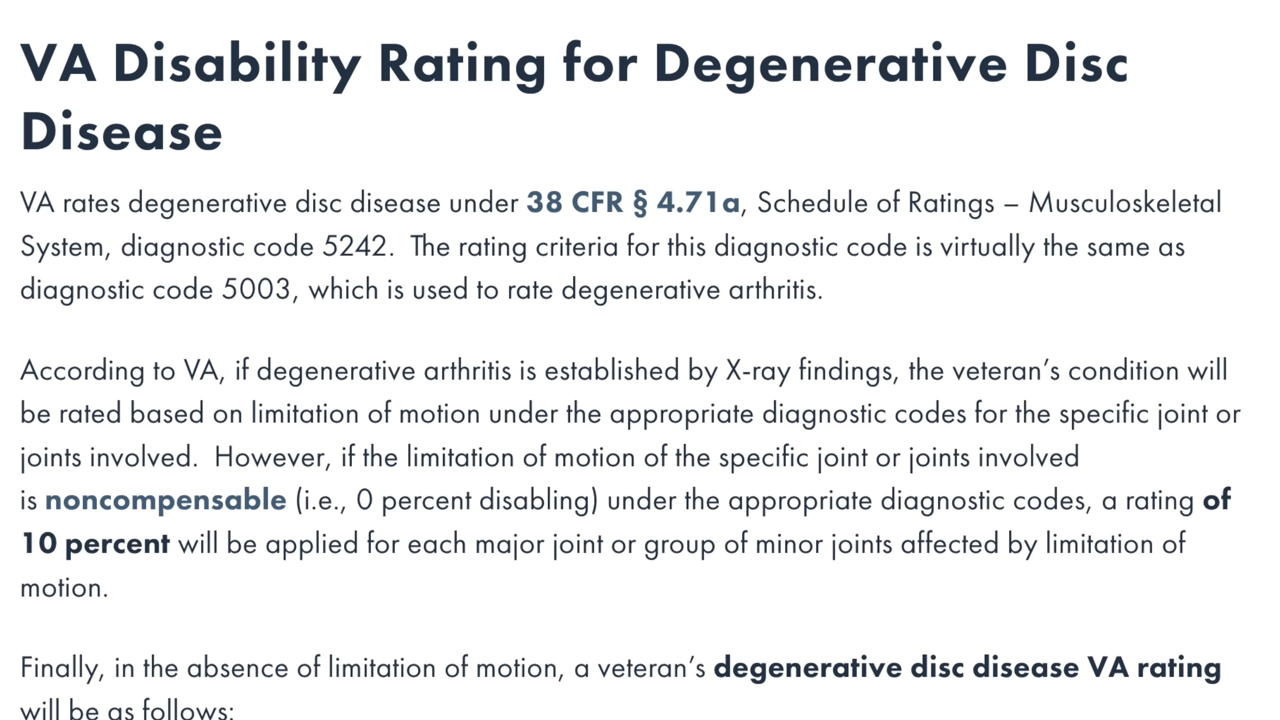 VA Disability Rating for Degenerative Disc
Disease
VA rates degenerative disc disease under 38 CFR § 4.71a, Schedule of Ratings – Musculoskeletal
System, diagnostic code 5242.  The rating criteria for this diagnostic code is virtually the same as
diagnostic code 5003, which is used to rate degenerative arthritis.
According to VA, if degenerative arthritis is established by X-ray findings, the veteran’s condition will
be rated based on limitation of motion under the appropriate diagnostic codes for the specific joint or
joints involved.  However, if the limitation of motion of the specific joint or joints involved
is noncompensable (i.e., 0 percent disabling) under the appropriate diagnostic codes, a rating of
10 percent will be applied for each major joint or group of minor joints affected by limitation of
motion.
Finally, in the absence of limitation of motion, a veteran’s degenerative disc disease VA rating
will be as follows: